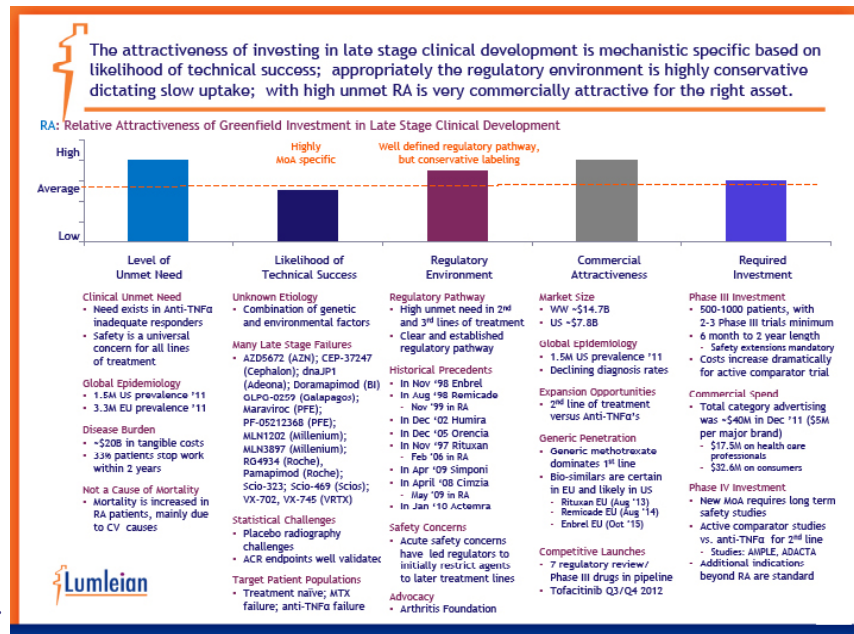 The attractiveness of investing in late stage clinical development is mechanistic specific based on
likelihood of technical success; appropriately the regulatory environment is highly conservative
dictating slow uptake; with high unmet RA is very commercially attractive for the right asset.
RA: Relative Attractiveness of Greenfield Investment in Late Stage Clinical Development
High
Average
Low
Highly
MoA specific
Well defined regulatory pathway,
but conservative labeling
Level of
Unmet Need
Clinical Unmet Need
• Need exists in Anti-TNFα
inadequate responders
• Safety is a universal
concern for all lines
of treatment
Global Epidemiology
• 1.5M US prevalence '11
• 3.3M EU prevalence '11
Disease Burden
• ~$20B in tangible costs
• 33% patients stop work
within 2 years
Not a Cause of Mortality
• Mortality is increased in
RA patients, mainly due
to CV causes
Likelihood of
Technical Success
Unknown Etiology
• Combination of genetic
and environmental factors
Many Late Stage Failures
• AZD5672 (AZN); CEP-37247
(Cephalon); dnaJP1
(Adeona); Doramapimod (BI)
GLPG-0259 (Galapagos);
Maraviroc (PFE);
PF-05212368 (PFE);
MLN1202 (Millenium);
MLN3897 (Millenium);
RG4934 (Roche),
Pamapimod (Roche);
Scio-323; Scio-469 (Scios);
VX-702, VX-745 (VRTX)
Statistical Challenges
• Placebo radiography
challenges
• ACR endpoints well validated
Target Patient Populations
• Treatment naïve; MTX
failure; anti-TNFα failure
Regulatory
Environment
Regulatory Pathway
• High unmet need in 2nd
and 3rd lines of treatment
• Clear and established
regulatory pathway
Historical Precedents
• In Nov '98 Enbrel
• In Aug '98 Remicade
- Nov '99 in RA
• In Dec '02 Humira
• In Dec '05 Orencia
• In Nov '97 Rituxan
- Feb '06 in RA
• In Apr '09 Simponi
• In April '08 Cimzia
- May '09 in RA
• In Jan '10 Actemra
Safety Concerns
• Acute safety concerns
have led regulators to
initially restrict agents
to later treatment lines
Advocacy
• Arthritis Foundation
Commercial
Attractiveness
Market Size
• WW ~$14.7B
• US ~$7.8B
Global Epidemiology
• 1.5M US prevalence '11
• Declining diagnosis rates
Expansion Opportunities
• 2nd line of treatment
versus Anti-TNFα's
Generic Penetration
• Generic methotrexate
dominates 1st line
• Bio-similars are certain
in EU and likely in US
- Rituxan EU (Aug '13)
- Remicade EU (Aug '14)
- Enbrel EU (Oct '15)
Competitive Launches
• 7 regulatory review/
Phase III drugs in pipeline
• Tofacitinib Q3/Q4 2012
Required
Investment
Phase III Investment
• 500-1000 patients, with
2-3 Phase III trials minimum
• 6 month to 2 year length
- Safety extensions mandatory
• Costs increase dramatically
for active comparator trial
Commercial Spend
• Total category advertising
was ~$40M in Dec '11 ($5M
per major brand)
- $17.5M on health care
professionals
- $32.6M on consumers
Phase IV Investment
• New MoA requires long term
safety studies
• Active comparator studies
vs. anti-TNFα for 2nd line
- Studies: AMPLE, ADACTA
• Additional indications
beyond RA are standard
Lumleian